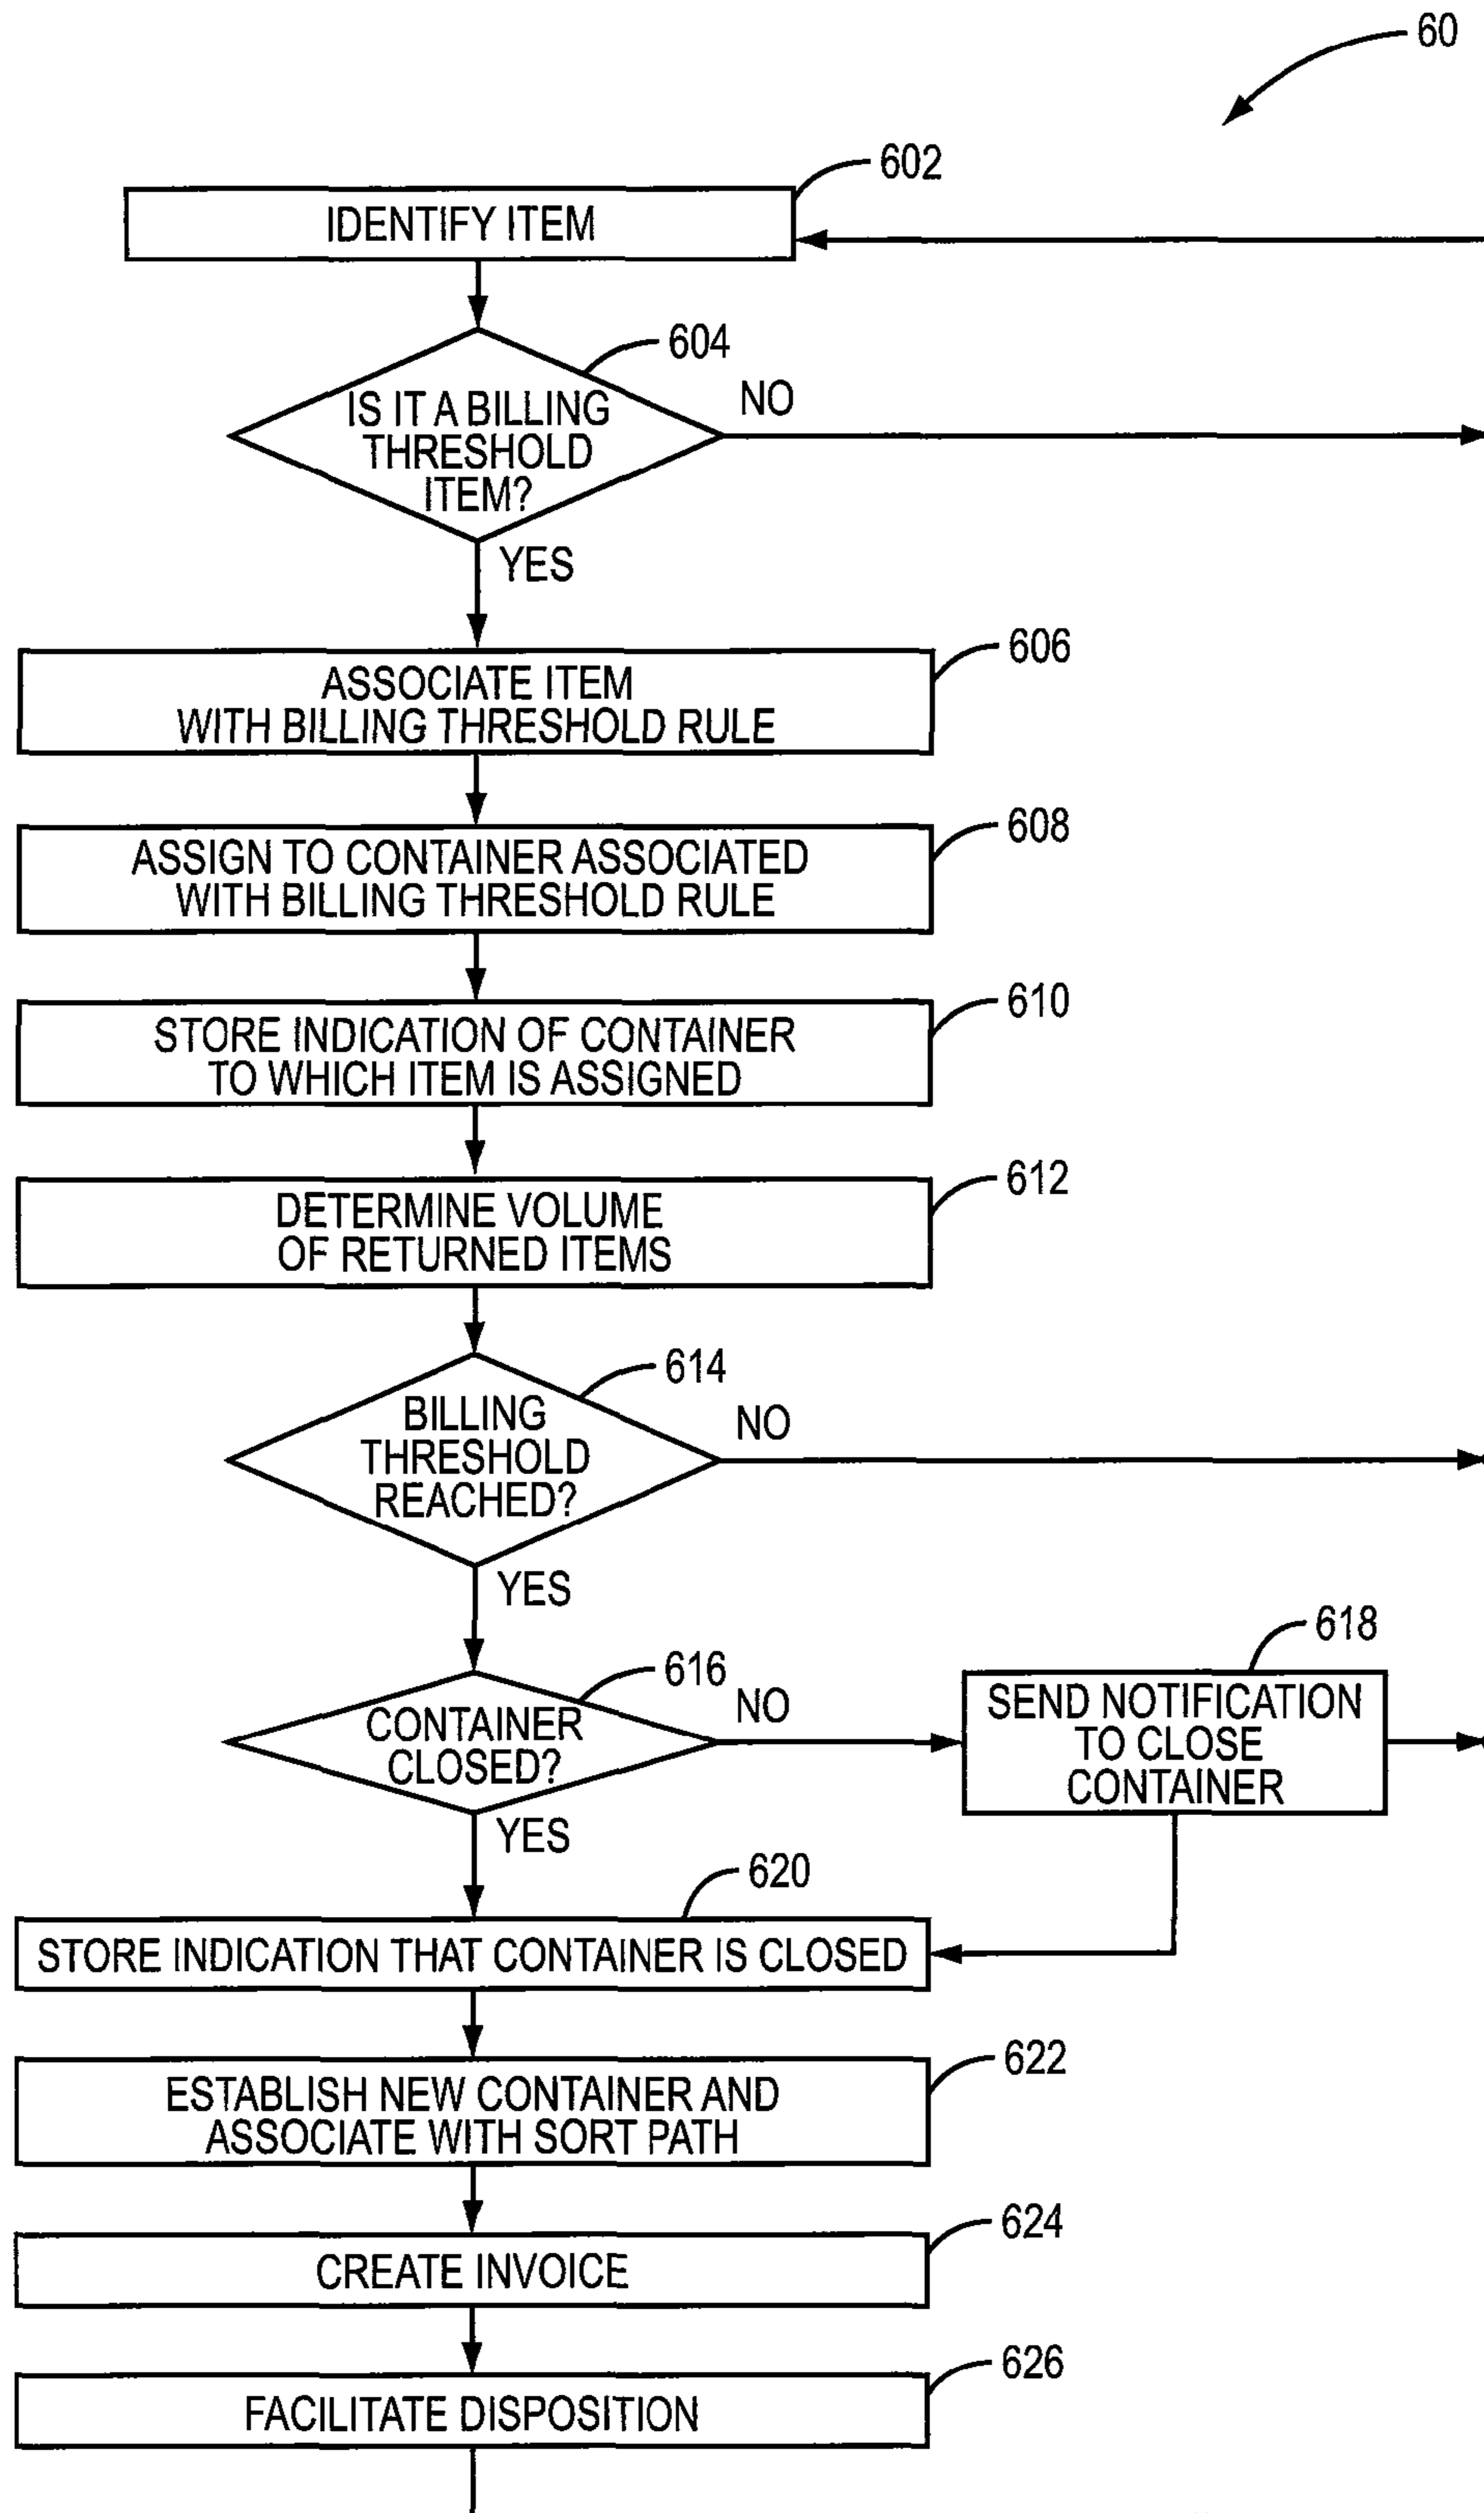 60
602
IDENTIFY ITEM
604
IS IT A BILLING
THRESHOLD
ITEM?
NO
YES
606
ASSOCIATE ITEM
WITH BILLING THRESHOLD RULE
608
ASSIGN TO CONTAINER ASSOCIATED
WITH BILLING THRESHOLD RULE
610
STORE INDICATION OF CONTAINER
TO WHICH ITEM IS ASSIGNED
612
DETERMINE VOLUME
OF RETURNED ITEMS
614
BILLING
THRESHOLD
REACHED?
NO
YES
616
CONTAINER
CLOSED?
NO
618
SEND NOTIFICATION
TO CLOSE
CONTAINER
YES
620
STORE INDICATION THAT CONTAINER IS CLOSED
622
ESTABLISH NEW CONTAINER AND
ASSOCIATE WITH SORT PATH
624
CREATE INVOICE
626
FACILITATE DISPOSITION